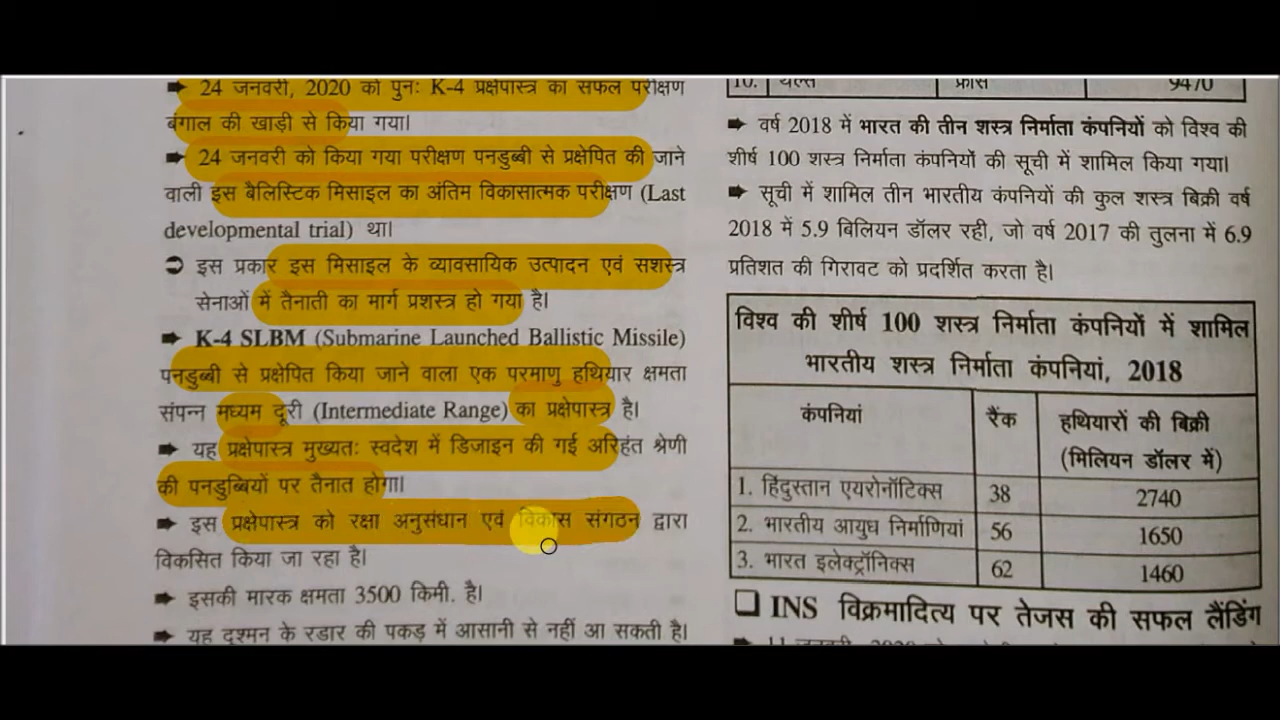 ➡ 24 जनवरी, 2020 को पुनः K-4 प्रक्षेपास्त्र का सफल परीक्षण
बंगाल की खाड़ी से किया गया।
➡ 24 जनवरी को किया गया परीक्षण पनडुब्बी से प्रक्षेपित की जाने
वाली इस बैलिस्टिक मिसाइल का अंतिम विकासात्मक परीक्षण (Last
developmental trial) था।
⮊ इस प्रकार इस मिसाइल के व्यावसायिक उत्पादन एवं सशस्त्र
सेनाओं में तैनाती का मार्ग प्रशस्त्र हो गया है।
➡ K-4 SLBM (Submarine Launched Ballistic Missile)
पनडुब्बी से प्रक्षेपित किया जाने वाला एक परमाणु हथियार क्षमता
संपन्न मध्यम दूरी (Intermediate Range) का प्रक्षेपास्त्र है।
➡ यह प्रक्षेपास्त्र मुख्यतः स्वदेश में डिजाइन की गई अरिहंत श्रेणी
की पनडुब्बियों पर तैनात होगा।
➡ इस प्रक्षेपास्त्र को रक्षा अनुसंधान एवं विकास संगठन द्वारा
विकसित किया जा रहा है।
➡ इसकी मारक क्षमता 3500 किमी. है।
➡ यह दुश्मन के रडार की पकड़ में आसानी से नहीं आ सकती है।
10. थेल्स फ्रांस 9470
➡ वर्ष 2018 में भारत की तीन शस्त्र निर्माता कंपनियों को विश्व की
शीर्ष 100 शस्त्र निर्माता कंपनियों की सूची में शामिल किया गया।
➡ सूची में शामिल तीन भारतीय कंपनियों की कुल शस्त्र बिक्री वर्ष
2018 में 5.9 बिलियन डॉलर रही, जो वर्ष 2017 की तुलना में 6.9
प्रतिशत की गिरावट को प्रदर्शित करता है।
विश्व की शीर्ष 100 शस्त्र निर्माता कंपनियों में शामिल
भारतीय शस्त्र निर्माता कंपनियां, 2018
कंपनियां रैंक हथियारों की बिक्री
(मिलियन डॉलर में)
1. हिंदुस्तान एयरोनॉटिक्स 38 2740
2. भारतीय आयुध निर्माणियां 56 1650
3. भारत इलेक्ट्रॉनिक्स 62 1460
❑ INS विक्रमादित्य पर तेजस की सफल लैंडिंग
➡ 11 जनवरी, 2020